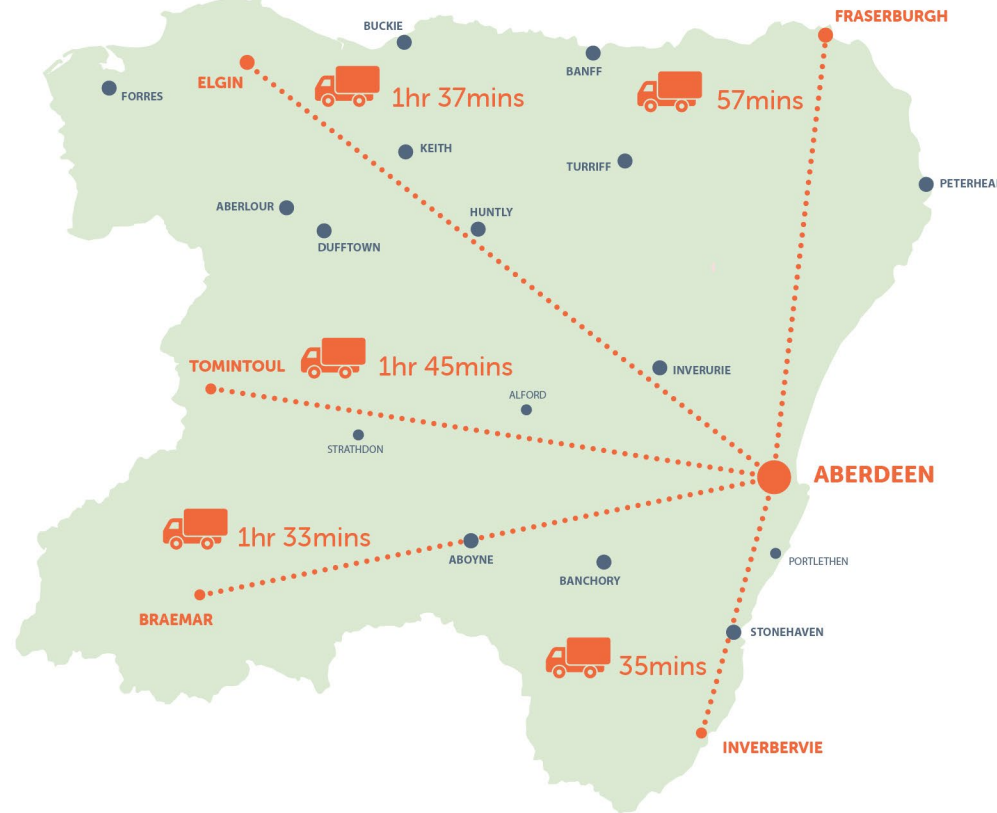 FRASERBURGH
BUCKIE
BANFF
ELGIN
1hr 37mins
57mins
FORRES
KEITH
TURRIFF
PETERHEA
ABERLOUR
HUNTLY
DUFFTOWN
TOMINTOUL
1hr 45mins
INVERURIE
ALFORD
STRATHDON
ABERDEEN
1hr 33mins
ABOYNE
PORTLETHEN
BANCHORY
BRAEMAR
STONEHAVEN
35mins
INVERBERVIE